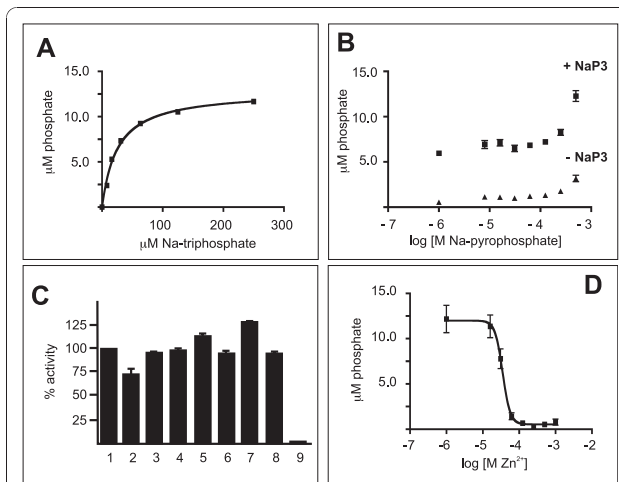 A
15.0
10.0
5.0
μM phosphate
0
100
200
300
μM Na-triphosphate
B
+ NaP3
15.0
10.0
5.0
μM phosphate
- NaP3
-7
- 6
- 5
- 4
-3
log [M Na-pyrophosphate]
C
125
100
75
50
25
% activity
1 2 3 4 5 6 7 8 9
D
15.0
10.0
5.0
μM phosphate
-7 -6 -5 -4 -3 -2
log [M Zn²⁺]